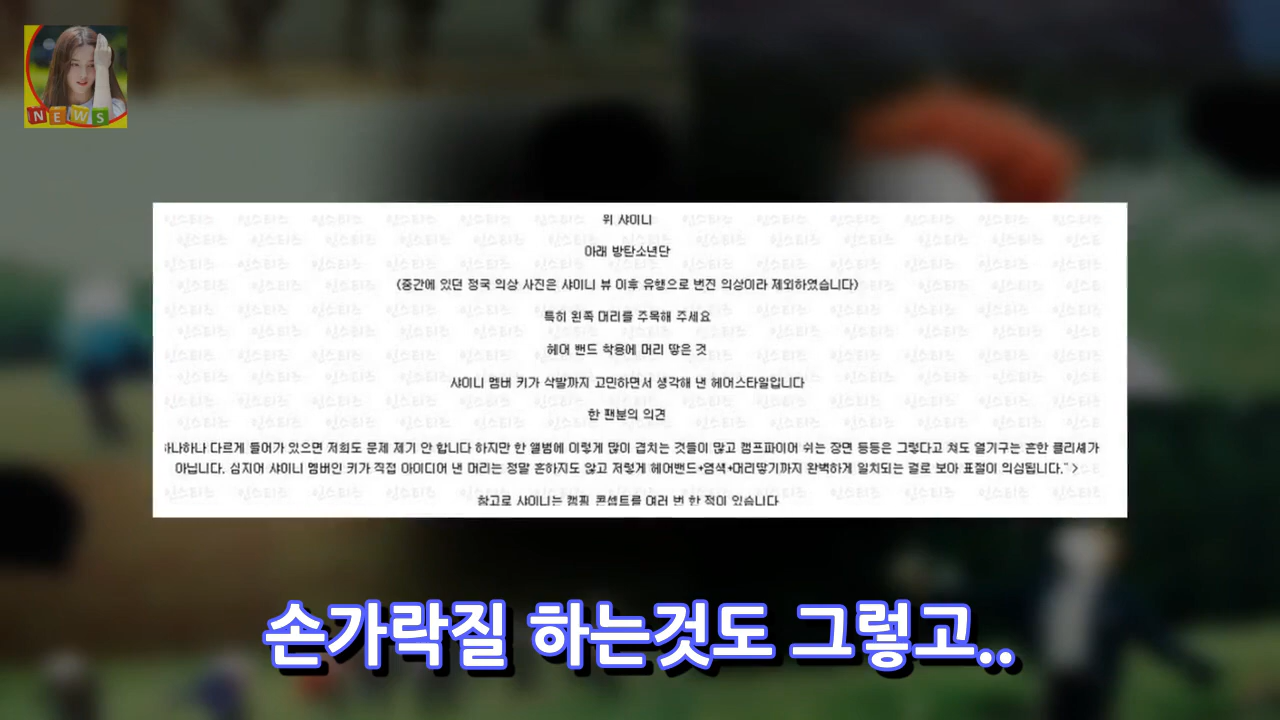 NEWS
위 샤이니
아래 방탄소년단
(중간에 있던 정국 의상 사진은 샤이니 뷰 이후 유행으로 번진 의상이라 제외하였습니다)
특히 왼쪽 머리를 주목해 주세요
헤어 밴드 착용에 머리 땋은 것
샤이니 멤버 키가 삭발까지 고민하면서 생각해 낸 헤어스타일입니다
한 팬분의 의견
하나하나 다르게 들어가 있으면 저희도 문제 제기 안 합니다 하지만 한 앨범에 이렇게 많이 겹치는 것들이 많고 캠프파이어 쉬는 장면 등등은 그렇다고 쳐도 열기구는 흔한 클리셰가
아닙니다. 심지어 샤이니 멤버인 키가 직접 아이디어 낸 머리는 정말 흔하지도 않고 저렇게 헤어밴드+염색+머리땋기까지 완벽하게 일치되는 걸로 보아 표절이 의심됩니다.">
참고로 샤이니는 캠핑 콘셉트를 여러 번 한 적이 있습니다
손가락질 하는것도 그렇고..